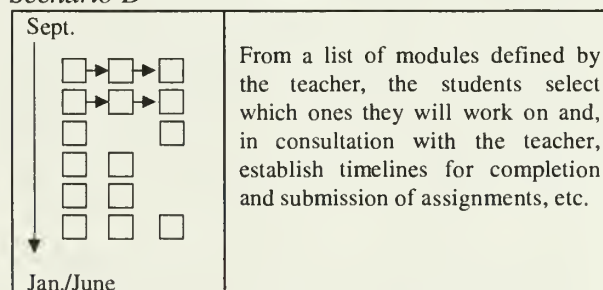 Scenario D
Sept.
From a list of modules defined by
the teacher, the students select
which ones they will work on and,
in consultation with the teacher,
establish timelines for completion
and submission of assignments, etc.
Jan./June